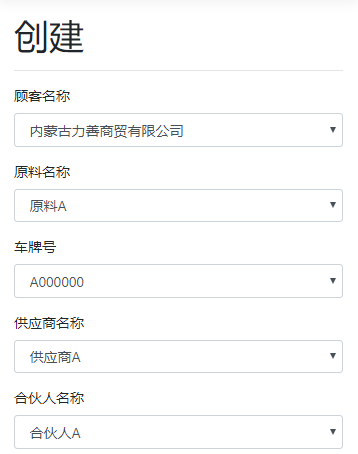 创建
顾客名称
内蒙古力善商贸有限公司
原料名称
原料A
车牌号
A000000
供应商名称
供应商A
合伙人名称
合伙人A